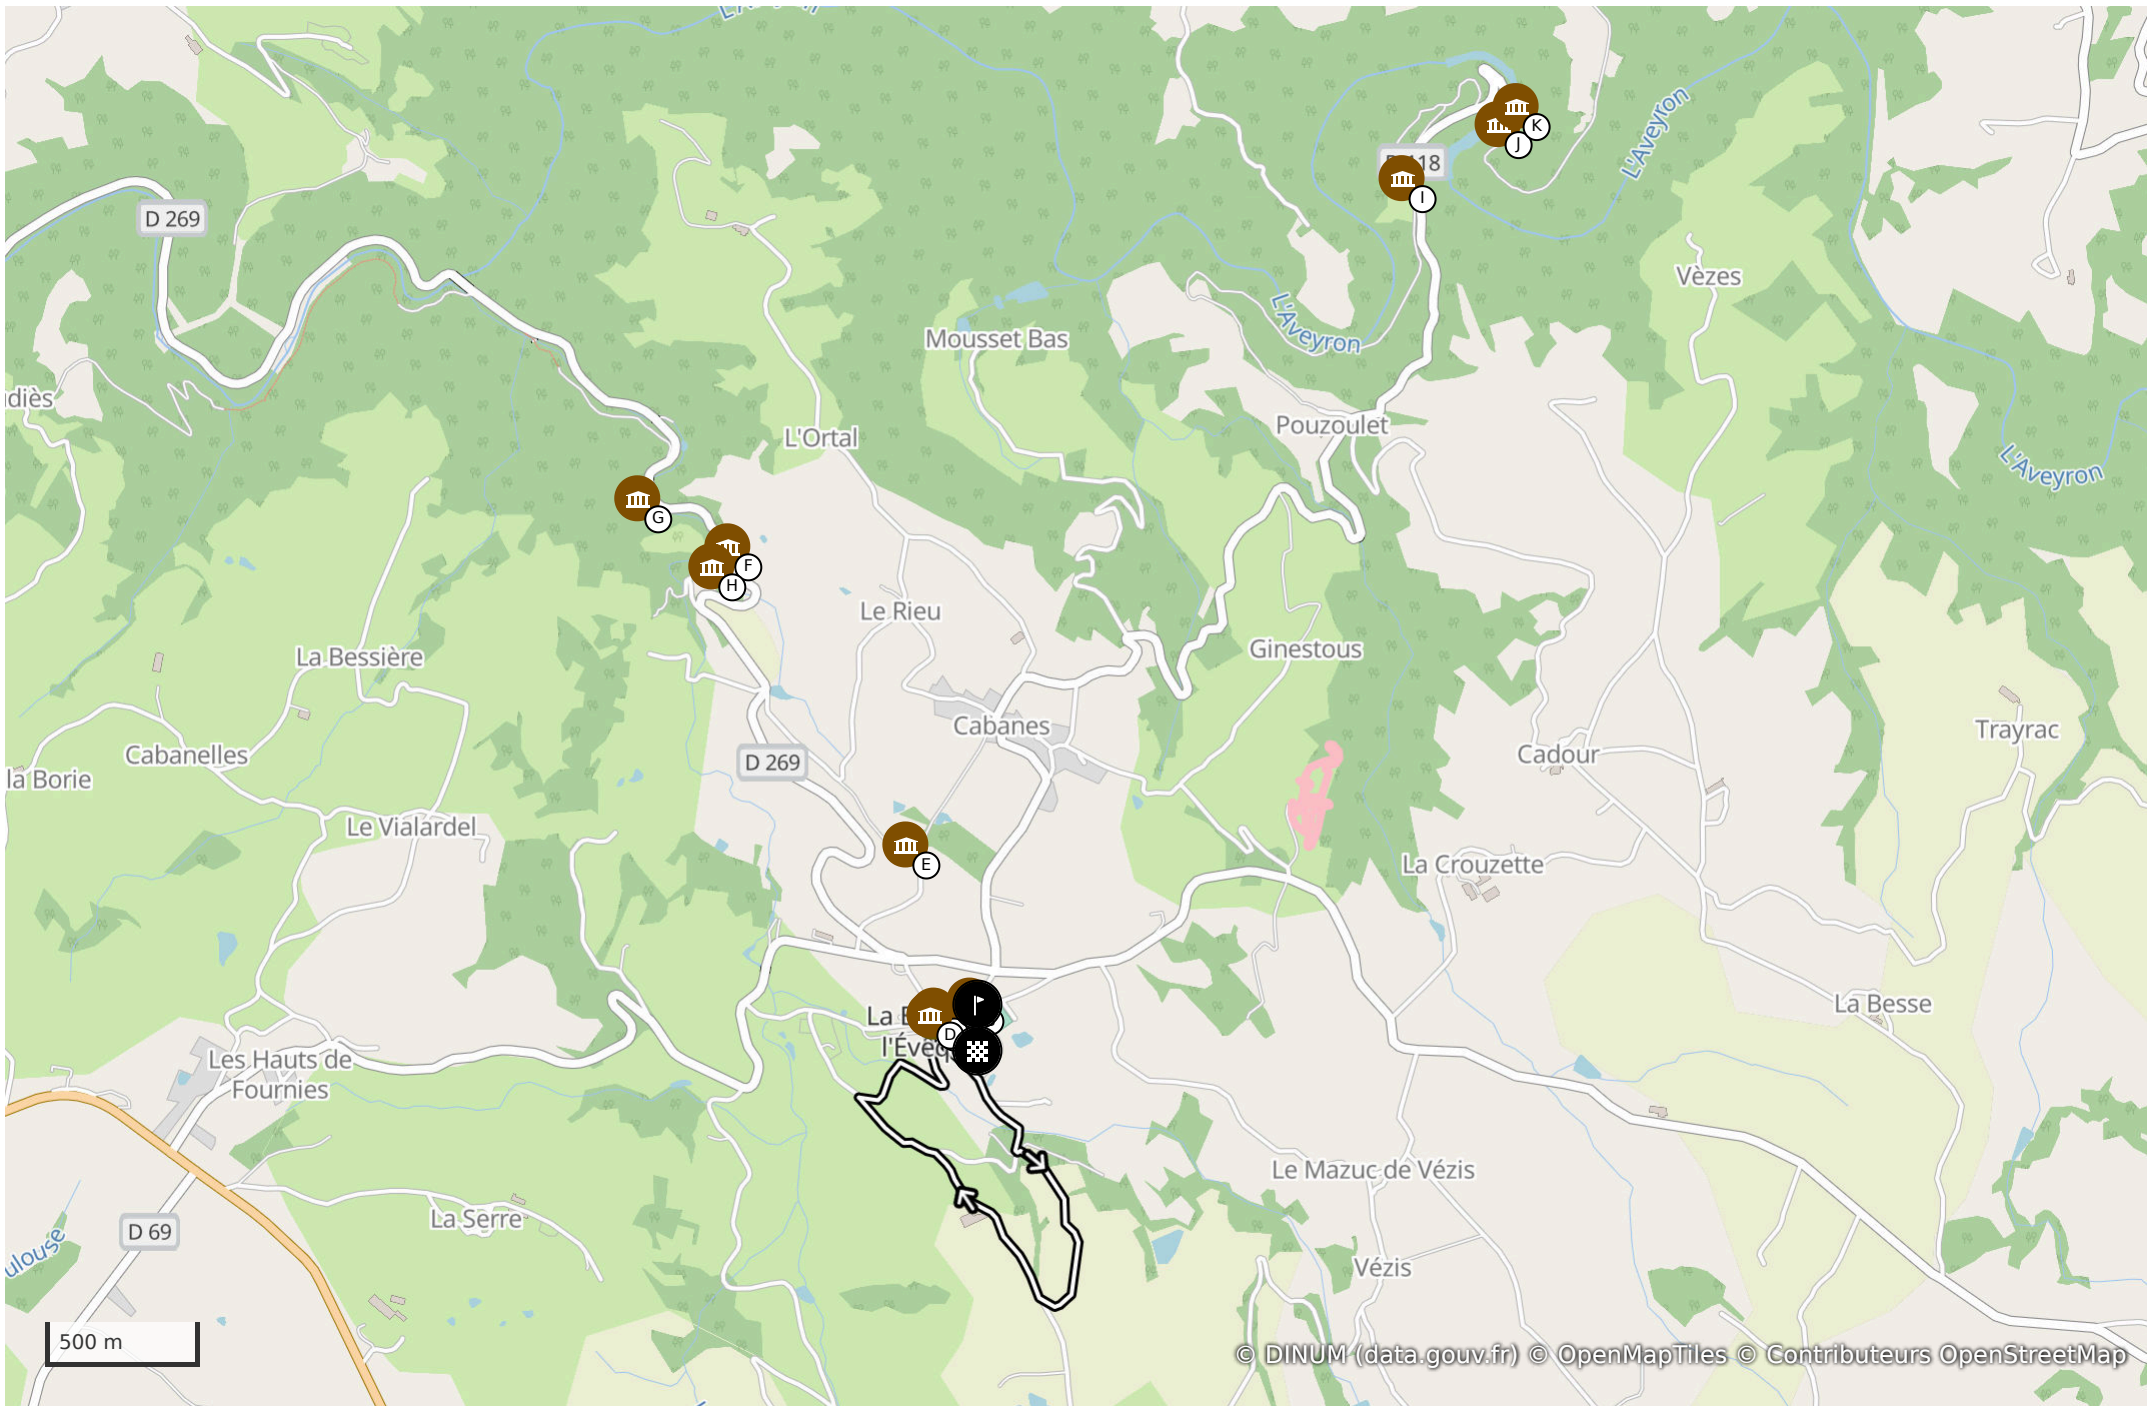 K
J
L'Aveyron
I
D 269
Vèzes
L'Aveyron
Mousset Bas
Pouzoulet
L'Ortal
L'Aveyron
G
F
H
Le Rieu
La Bessière
Ginestous
Cabanes
Trayrac
Cabanelles
D 269
Cadour
la Borie
Le Vialardel
E
La Crouzette
La Besse
La
D
Les Hauts de
Fournies
Le Mazuc de Vézis
La Serre
D 69
Vézis
500 m
© DINUM (data.gouv.fr) © OpenMapTiles © Contributeurs OpenStreetMap